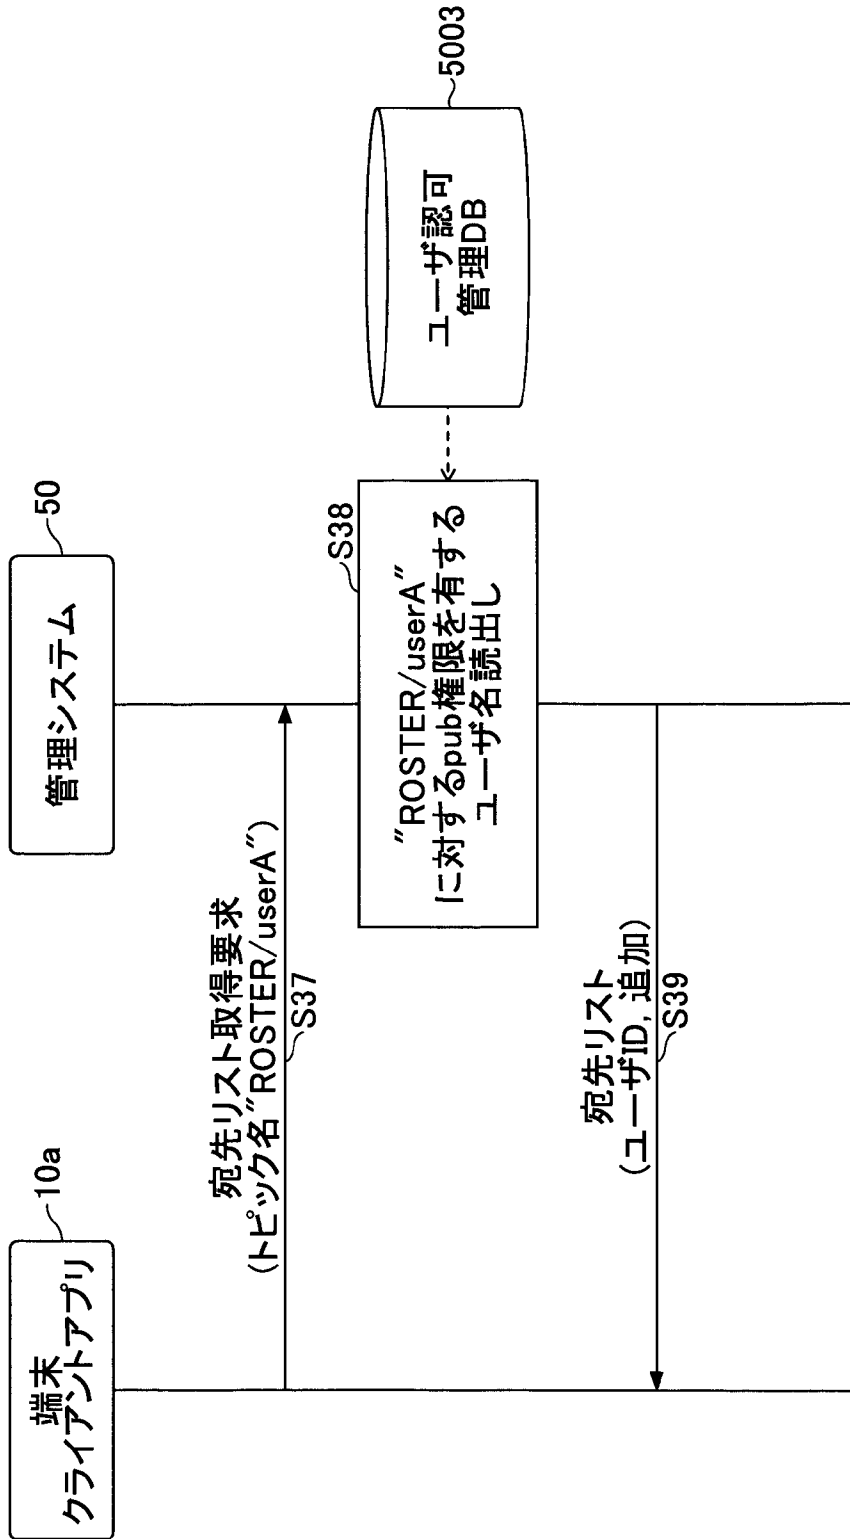 端末
クライアントアプリ
10a
管理システム
50
宛先リスト取得要求
(トピック名"ROSTER/userA")
S37
S38
"ROSTER/userA"
に対するpub権限を有する
ユーザ名読出し
ユーザ認可
管理DB
5003
宛先リスト
(ユーザID, 追加)
S39